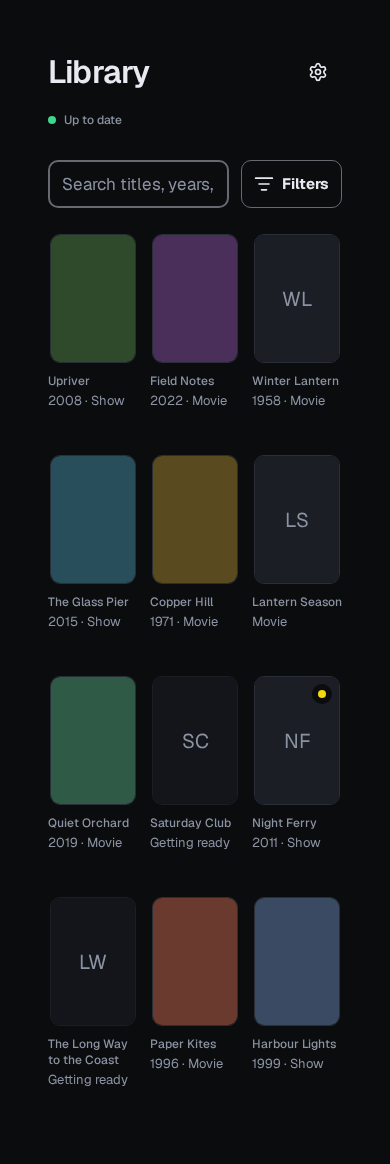 Library
Up to date
Search titles, years,
Filters
WL
Upriver
2008 · Show
Field Notes
2022 · Movie
Winter Lantern
1958 · Movie
LS
The Glass Pier
2015 · Show
Copper Hill
1971 · Movie
Lantern Season
Movie
SC
NF
Quiet Orchard
2019 · Movie
Saturday Club
Getting ready
Night Ferry
2011 · Show
LW
The Long Way
to the Coast
Getting ready
Paper Kites
1996 · Movie
Harbour Lights
1999 · Show